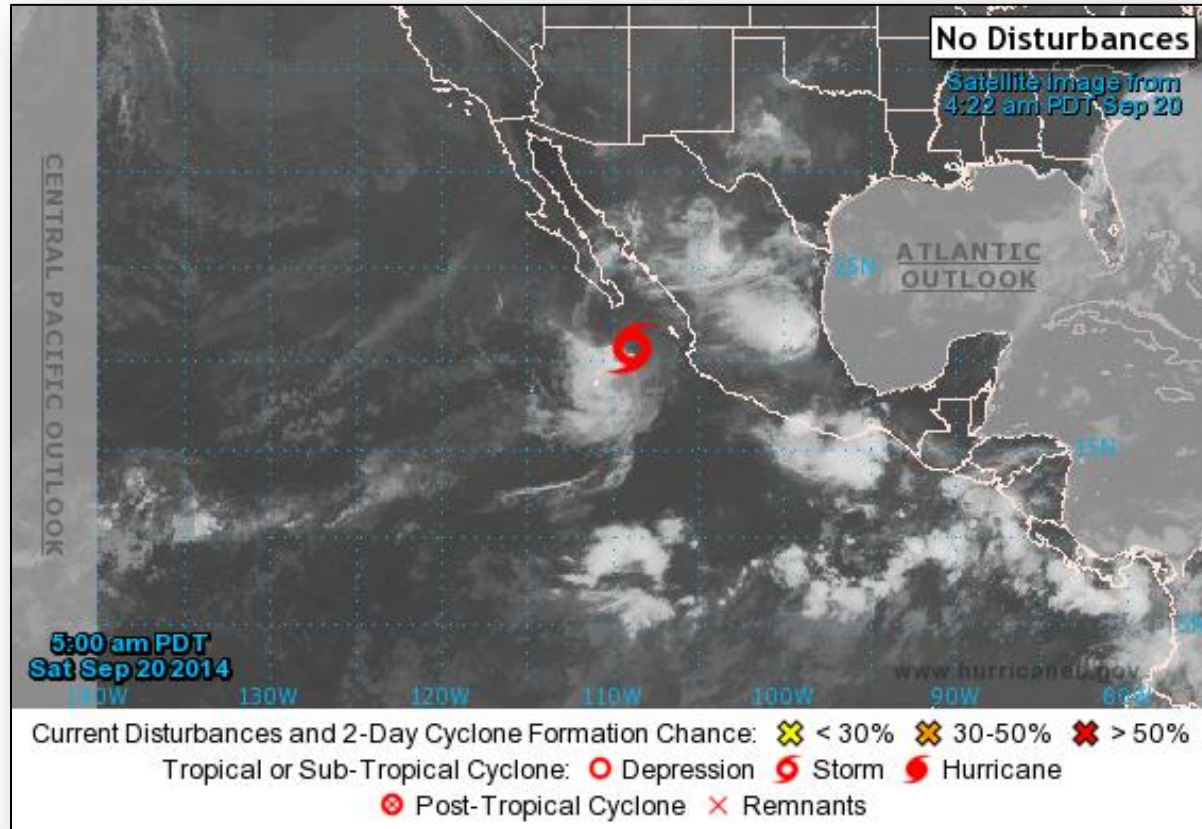 No Disturbances
Satellite Image from
4:22 am PDT Sep 20
CENTRAL PACIFIC OUTLOOK
ATLANTIC
OUTLOOK
25N
15N
5N
5:00 am PDT
Sat Sep 20 2014
www.hurricanes.gov
140W 130W 120W 110W 100W 90W 80W
Current Disturbances and 2-Day Cyclone Formation Chance: < 30% 30-50% > 50%
Tropical or Sub-Tropical Cyclone: Depression Storm Hurricane
Post-Tropical Cyclone Remnants